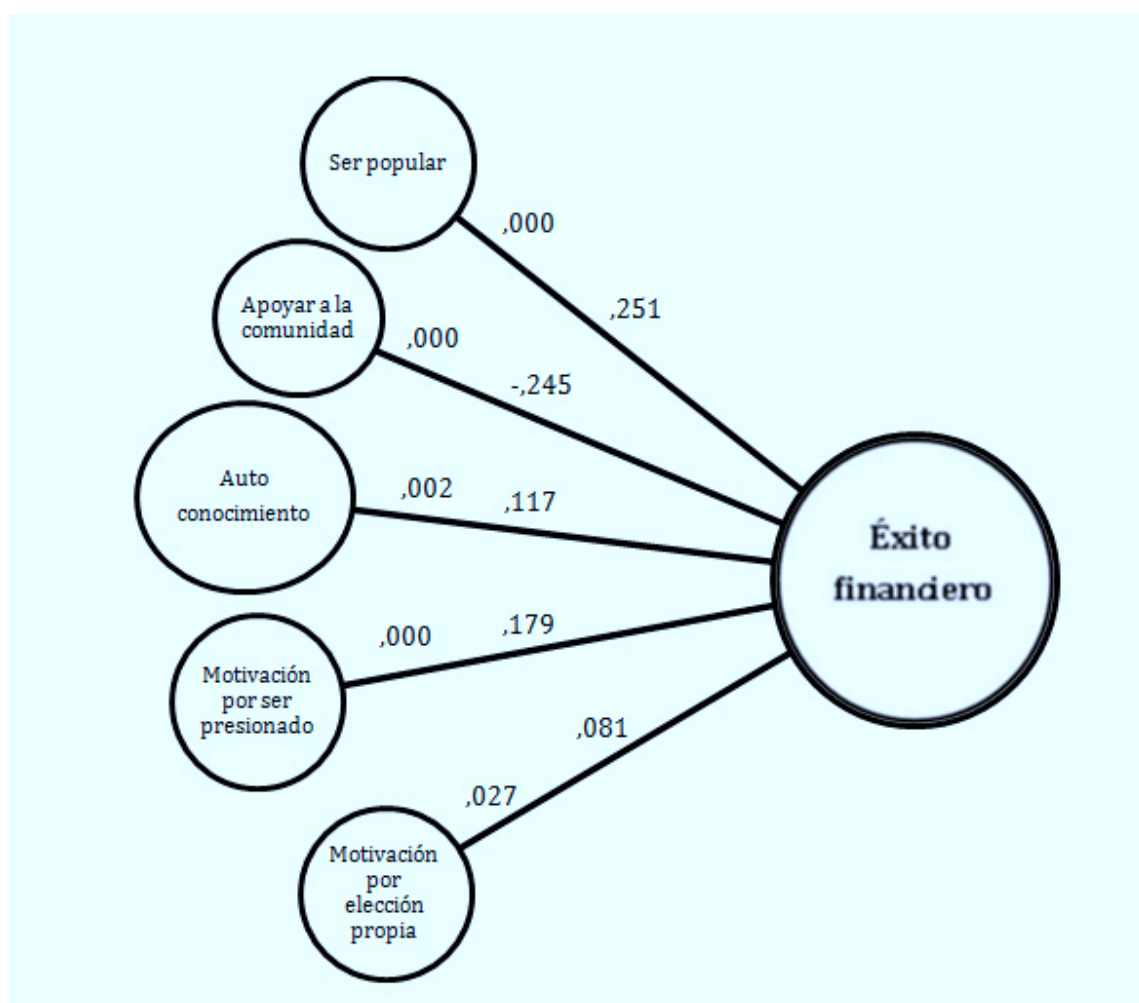 Ser popular
,000
,251
Apoyar a la
comunidad
,000
-,245
Auto
conocimiento
,002
,117
Éxito
financiero
Motivación
por ser
presionado
,000
,179
Motivación
por
elección
propia
,027
,081